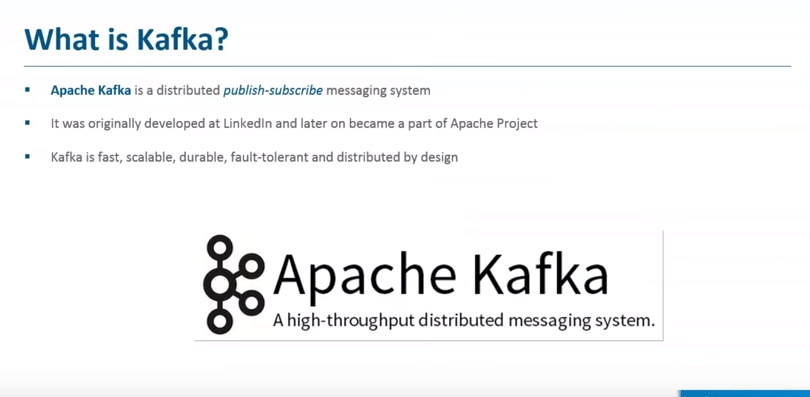 What is Kafka?
Apache Kafka is a distributed publish-subscribe messaging system
It was originally developed at LinkedIn and later on became a part of Apache Project
Kafka is fast, scalable, durable, fault-tolerant and distributed by design
Apache Kafka
A high-throughput distributed messaging system.